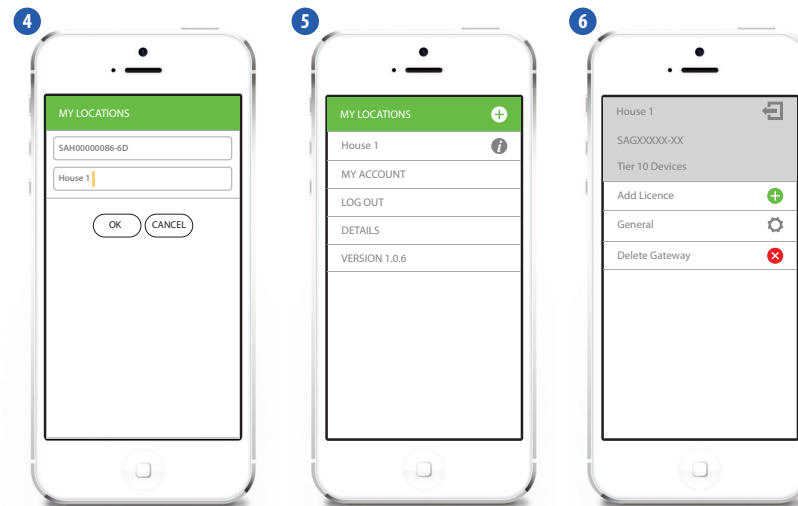 4
MY LOCATIONS
SAH00000086-6D
House 1
OK
CANCEL
5
MY LOCATIONS
House 1
MY ACCOUNT
LOG OUT
DETAILS
VERSION 1.0.6
6
House 1
SAGXXXXX-XX
Tier 10 Devices
Add Licence
General
Delete Gateway